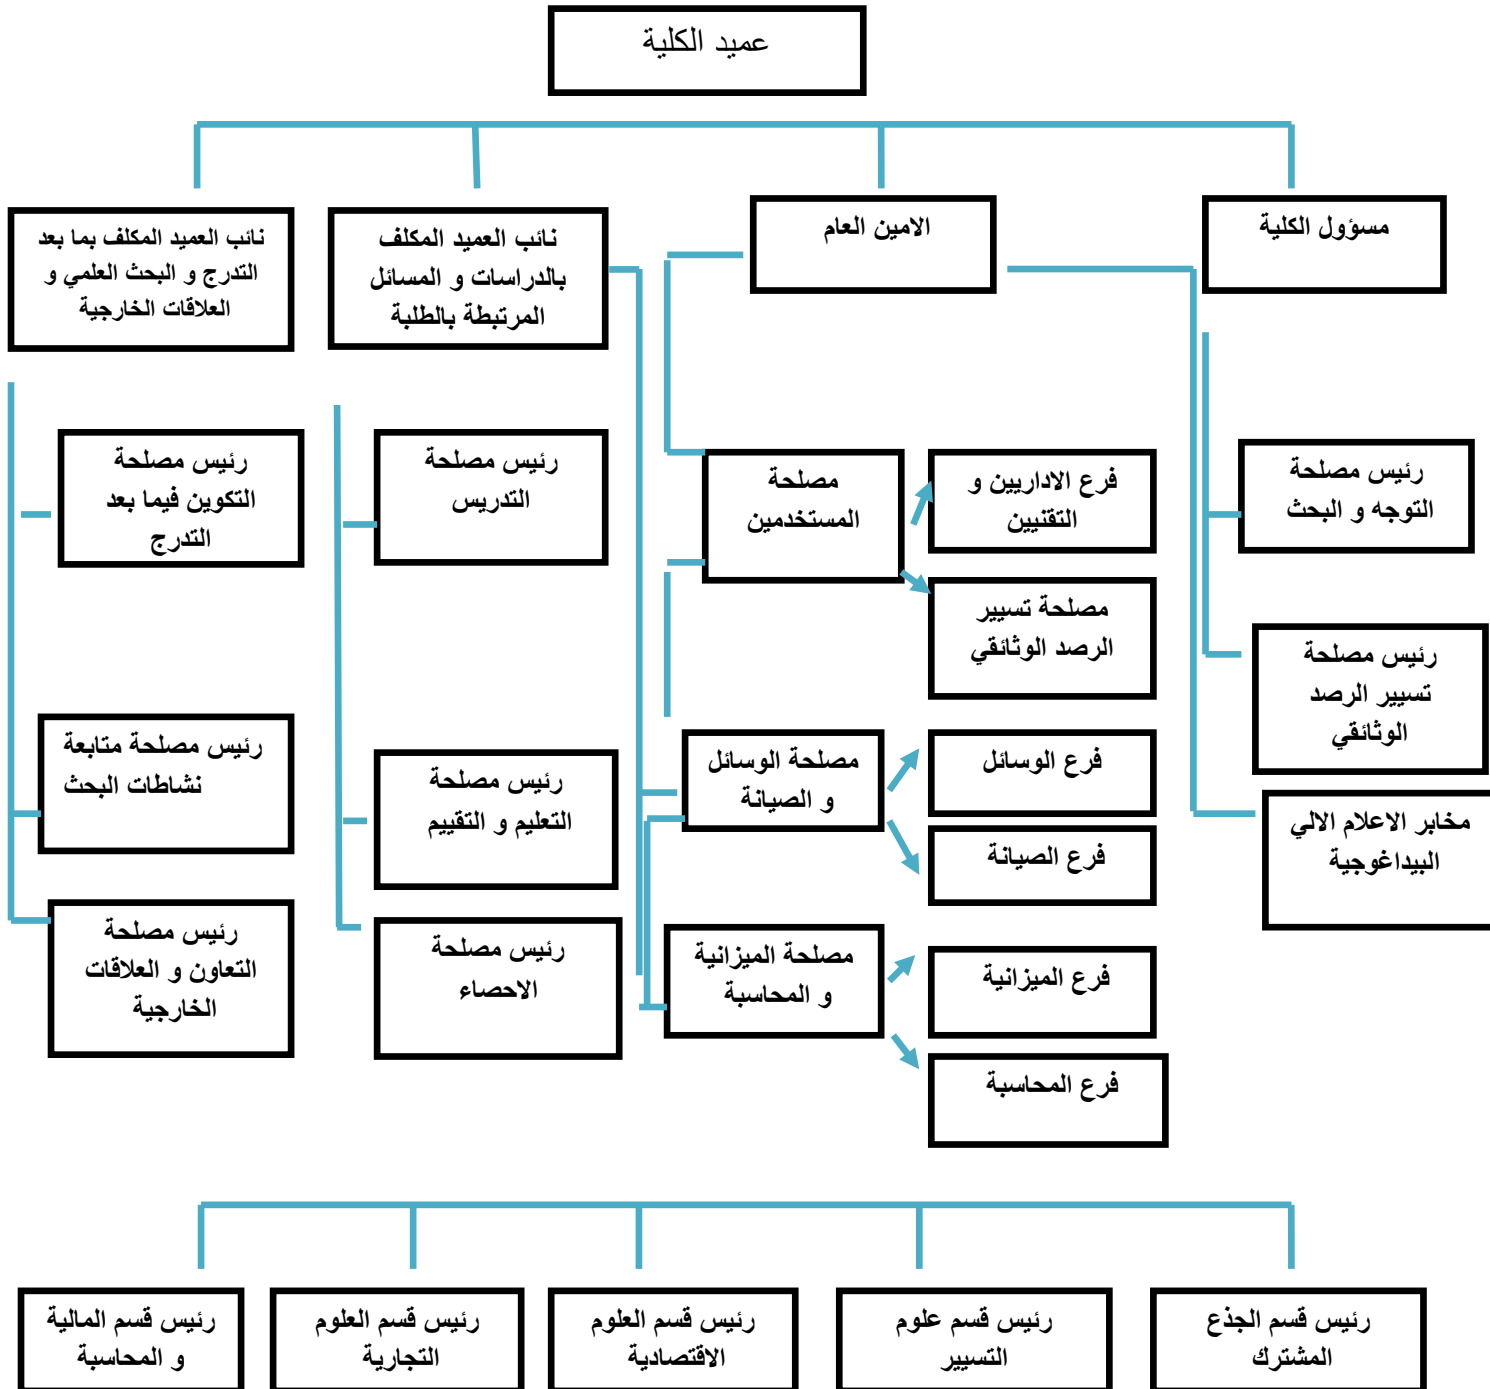 عميد الكلية
مسؤول الكلية
الامين العام
نائب العميد المكلف
بالدراسات و المسائل
المرتبطة بالطلبة
نائب العميد المكلف بما بعد
التدرج و البحث العلمي و
العلاقات الخارجية
رئيس مصلحة
التوجه و البحث
فرع الاداريين و
التقنيين
مصلحة
المستخدمين
رئيس مصلحة
التدريس
رئيس مصلحة
التكوين فيما بعد
التدرج
رئيس مصلحة
تسيير الرصد
الوثائقي
مصلحة تسيير
الرصد الوثائقي
مخابر الاعلام الالي
البيداغوجية
فرع الوسائل
فرع الصيانة
مصلحة الوسائل
و الصيانة
رئيس مصلحة
التعليم و التقييم
رئيس مصلحة متابعة
نشاطات البحث
فرع الميزانية
فرع المحاسبة
مصلحة الميزانية
و المحاسبة
رئيس مصلحة
الاحصاء
رئيس مصلحة
التعاون و العلاقات
الخارجية
رئيس قسم الجذع
المشترك
رئيس قسم علوم
التسيير
رئيس قسم العلوم
الاقتصادية
رئيس قسم العلوم
التجارية
رئيس قسم المالية
و المحاسبة